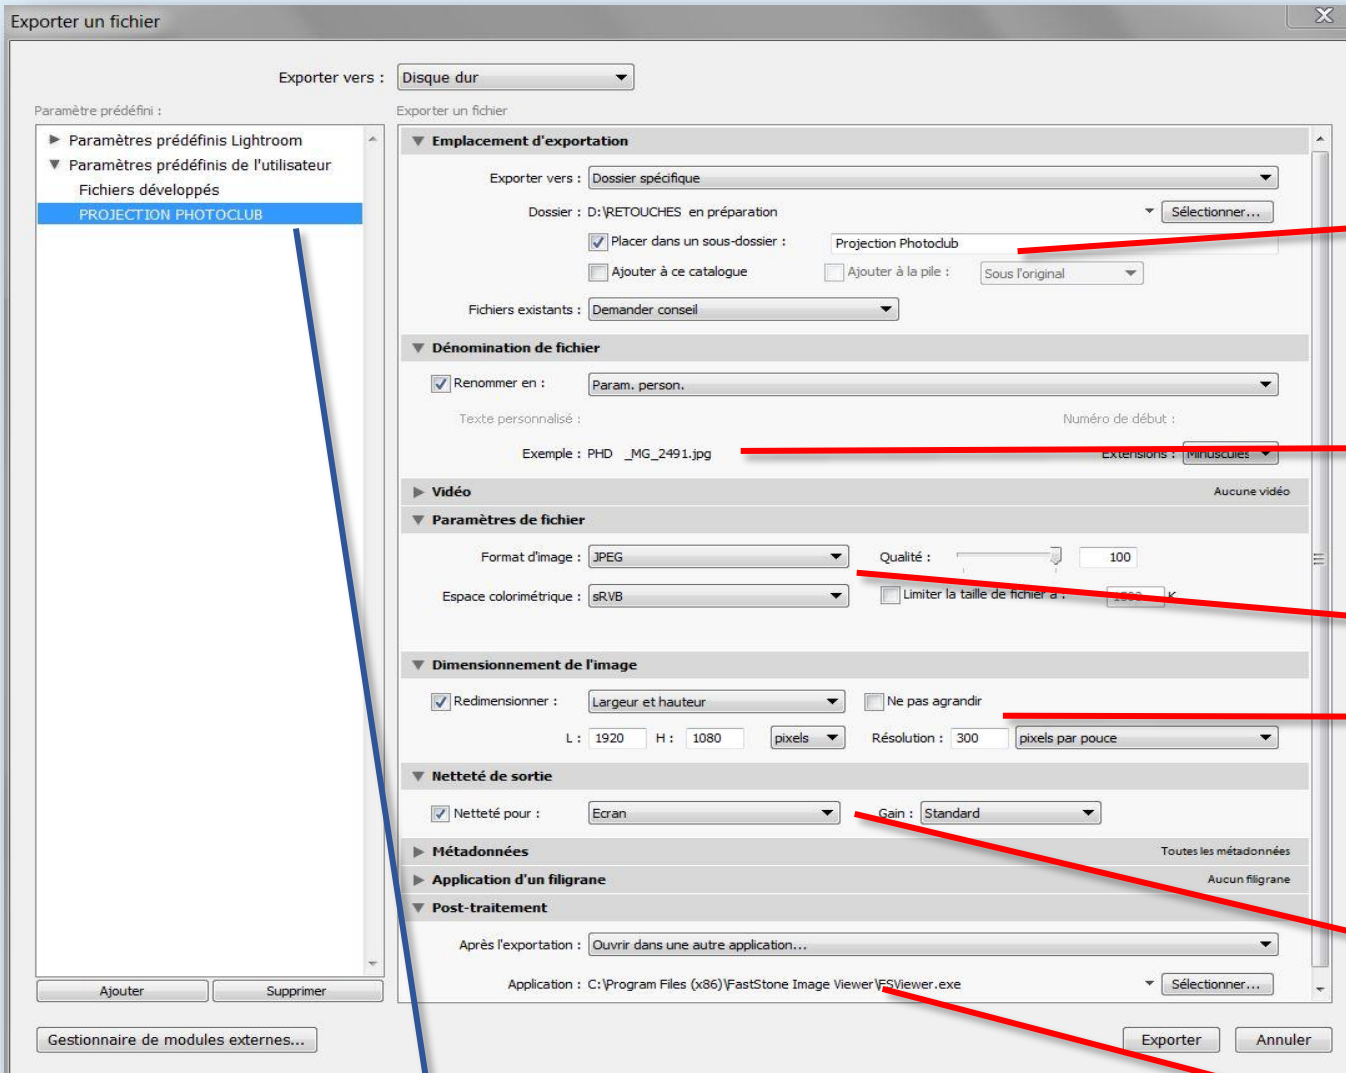 Exporter un fichier
Exporter vers : Disque dur
Paramètre prédéfini :
Exporter un fichier
Paramètres prédéfinis Lightroom
Paramètres prédéfinis de l'utilisateur
Fichiers développés
PROJECTION PHOTOCLUB
Ajouter Supprimer
Emplacement d'exportation
Exporter vers : Dossier spécifique
Dossier : D:\RETOUCHES en préparation Sélectionner...
Placer dans un sous-dossier : Projection Photoclub
Ajouter à ce catalogue Ajouter à la pile : Sous l'original
Fichiers existants : Demander conseil
Dénomination de fichier
Renommer en : Param. person.
Texte personnalisé : Numéro de début :
Exemple : PHD _MG_2491.jpg Extensions : Minuscules
Vidéo Aucune vidéo
Paramètres de fichier
Format d'image : JPEG Qualité : 100
Espace colorimétrique : sRVB Limiter la taille de fichier à : K
Dimensionnement de l'image
Redimensionner : Largeur et hauteur Ne pas agrandir
L : 1920 H : 1080 pixels Résolution : 300 pixels par pouce
Netteté de sortie
Netteté pour : Ecran Gain : Standard
Métadonnées Toutes les métadonnées
Application d'un filigrane Aucun filigrane
Post-traitement
Après l'exportation : Ouvrir dans une autre application...
Application : C:\Program Files (x86)\FastStone Image Viewer\FSViewer.exe Sélectionner...
Gestionnaire de modules externes... Exporter Annuler